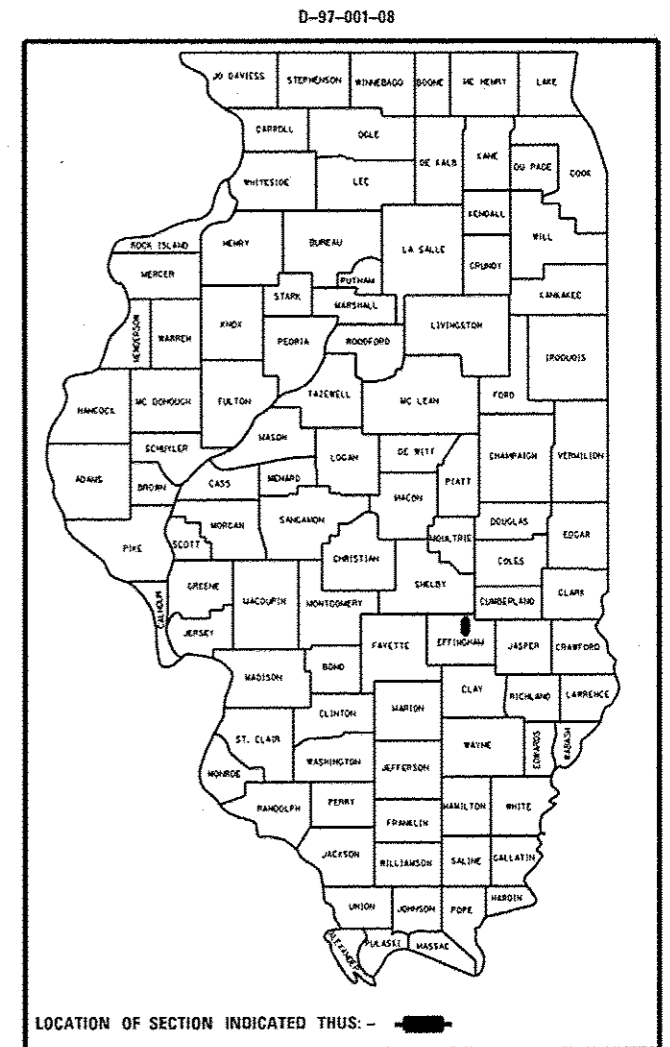 D-97-001-08
JO DAVIESS STEPHENSON WINNEBAGO BOONE MC HENRY LAKE
CARROLL OGLE
DE KALB KANE DU PAGE COOK
WHITESIDE LEE
KENDALL WILL
ROCK ISLAND HENRY BUREAU LA SALLE GRUNDY
MERCER PUTNAM
STARK MARSHALL KANKAKEE
HENDERSON WARREN KNOX PEORIA WOODFORD LIVINGSTON IROQUOIS
HANCOCK MC DONOUGH FULTON TAZEWELL MC LEAN FORD
MASON
SCHUYLER LOGAN DE WITT CHAMPAIGN VERMILION
ADAMS BROWN CASS MENARD PIATT
MACON
MORGAN SANGAMON DOUGLAS
PIKE SCOTT CHRISTIAN MOULTRIE COLES EDGAR
GREENE SHELBY CLARK
CALHOUN MACOUPIN MONTGOMERY CUMBERLAND
JERSEY FAYETTE EFFINGHAM JASPER CRAWFORD
BOND
MADISON CLAY RICHLAND LAWRENCE
CLINTON MARION
ST. CLAIR WAYNE EDWARDS WABASH
WASHINGTON JEFFERSON
MONROE
RANDOLPH PERRY HAMILTON WHITE
FRANKLIN
JACKSON WILLIAMSON SALINE GALLATIN
UNION JOHNSON POPE HARDIN
ALEXANDER PULASKI MASSAC
LOCATION OF SECTION INDICATED THUS: -